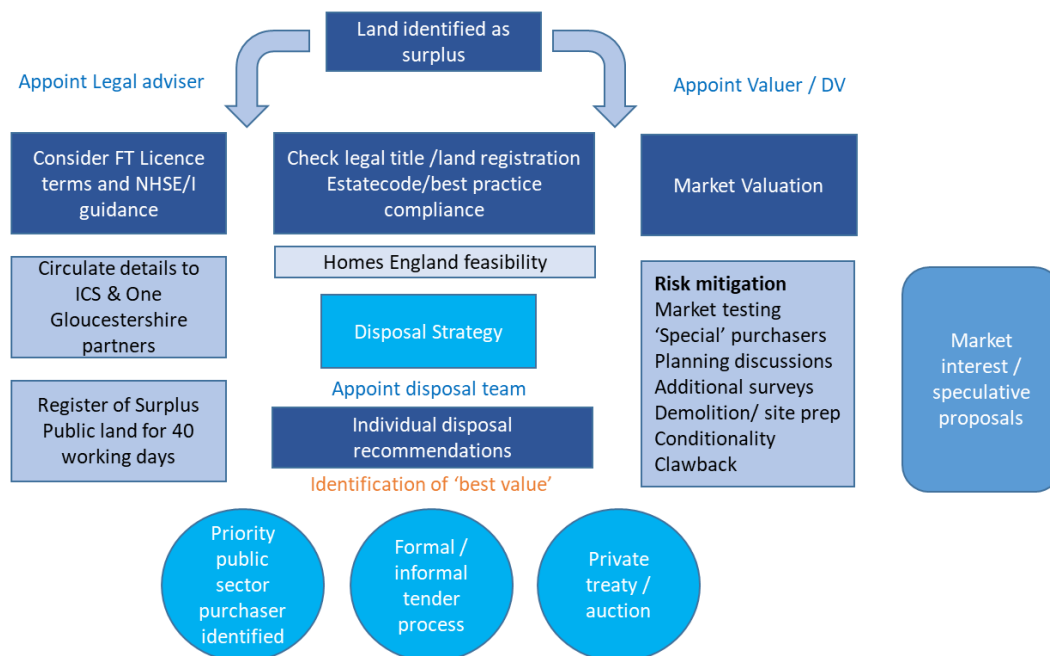 Land identified as
surplus
Appoint Legal adviser
Appoint Valuer / DV
Consider FT Licence
terms and NHSE/I
guidance
Check legal title /land registration
Estatecode/best practice
compliance
Market Valuation
Circulate details to
ICS & One
Gloucestershire
partners
Homes England feasibility
Disposal Strategy
Appoint disposal team
Risk mitigation
Market testing
‘Special’ purchasers
Planning discussions
Additional surveys
Demolition/ site prep
Conditionality
Clawback
Market
interest /
speculative
proposals
Register of Surplus
Public land for 40
working days
Individual disposal
recommendations
Identification of ‘best value’
Priority
public
sector
purchaser
identified
Formal /
informal
tender
process
Private
treaty /
auction